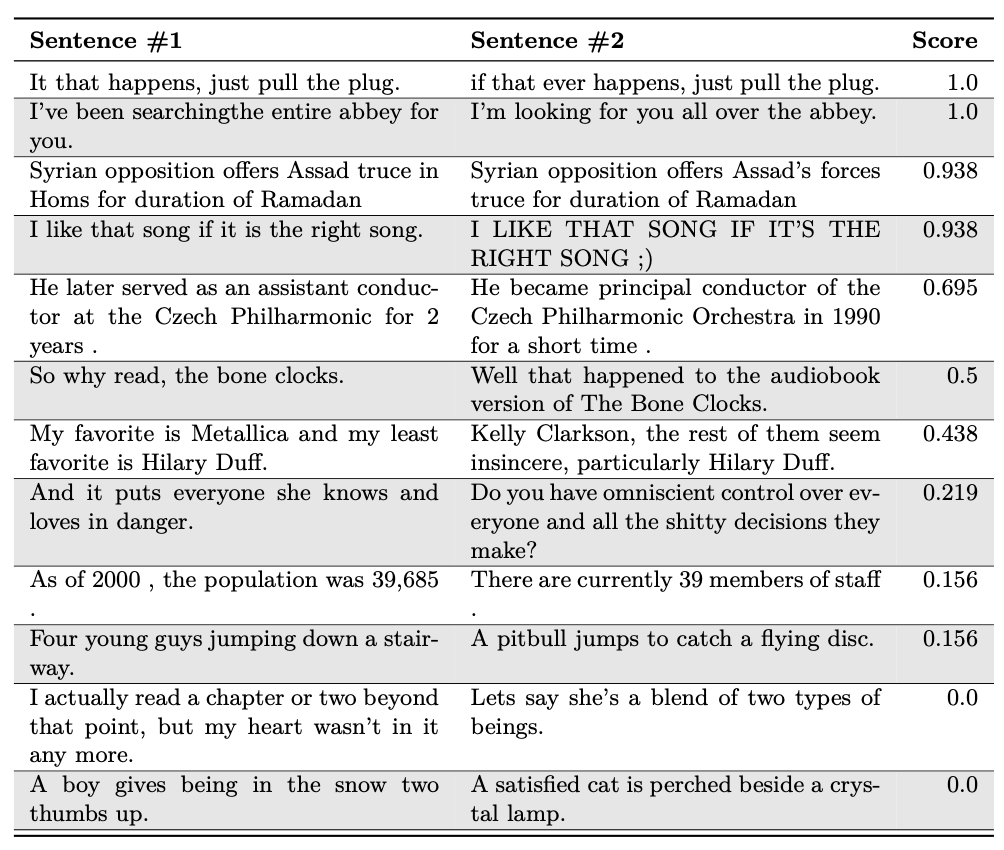 Sentence #1 Sentence #2 Score
It that happens, just pull the plug. if that ever happens, just pull the plug. 1.0
I've been searchingthe entire abbey for I'm looking for you all over the abbey. 1.0
you.
Syrian opposition offers Assad truce in Syrian opposition offers Assad's forces 0.938
Homs for duration of Ramadan truce for duration of Ramadan
I like that song if it is the right song. I LIKE THAT SONG IF IT'S THE 0.938
RIGHT SONG ;)
He later served as an assistant conduc- He became principal conductor of the 0.695
tor at the Czech Philharmonic for 2 Czech Philharmonic Orchestra in 1990
years . for a short time .
So why read, the bone clocks. Well that happened to the audiobook 0.5
version of The Bone Clocks.
My favorite is Metallica and my least Kelly Clarkson, the rest of them seem 0.438
favorite is Hilary Duff. insincere, particularly Hilary Duff.
And it puts everyone she knows and Do you have omniscient control over ev- 0.219
loves in danger. eryone and all the shitty decisions they
make?
As of 2000 , the population was 39,685 There are currently 39 members of staff 0.156
. .
Four young guys jumping down a stair- A pitbull jumps to catch a flying disc. 0.156
way.
I actually read a chapter or two beyond Lets say she's a blend of two types of 0.0
that point, but my heart wasn't in it beings.
any more.
A boy gives being in the snow two A satisfied cat is perched beside a crys- 0.0
thumbs up. tal lamp.